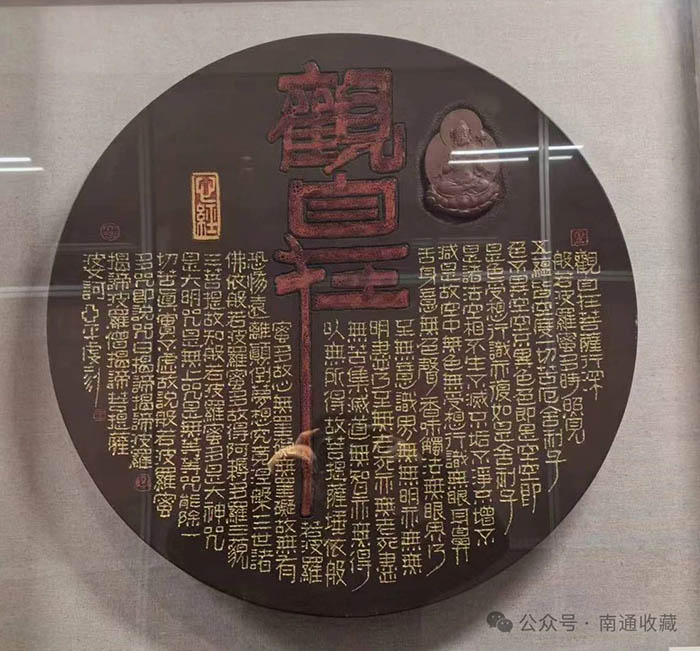 觀自在
心經
觀自在菩薩行深
般若波羅蜜多時照見
五蘊皆空度一切苦厄舍利子
色不異空空不異色色即是空空即
是色受想行識亦復如是舍利子
是諸法空相不生不滅不垢不淨不增不
減是故空中無色無受想行識無眼耳鼻
舌身意無色聲香味觸法無眼界乃
至無意識界無無明亦無無
明盡乃至無老死亦無老死盡
無苦集滅道無智亦無得
以無所得故菩提薩埵依般
若波羅
蜜多故心無罣礙無罣礙故無有
恐怖遠離顛倒夢想究竟涅槃三世諸
佛依般若波羅蜜多故得阿耨多羅三藐
三菩提故知般若波羅蜜多是大神咒
是大明咒是無上咒是無等等咒能除一
切苦真實不虛故說般若波羅蜜
多咒即說咒曰揭諦揭諦波羅
揭諦波羅僧揭諦菩提薩
婆訶 亞平 刻
公众号·南通收藏